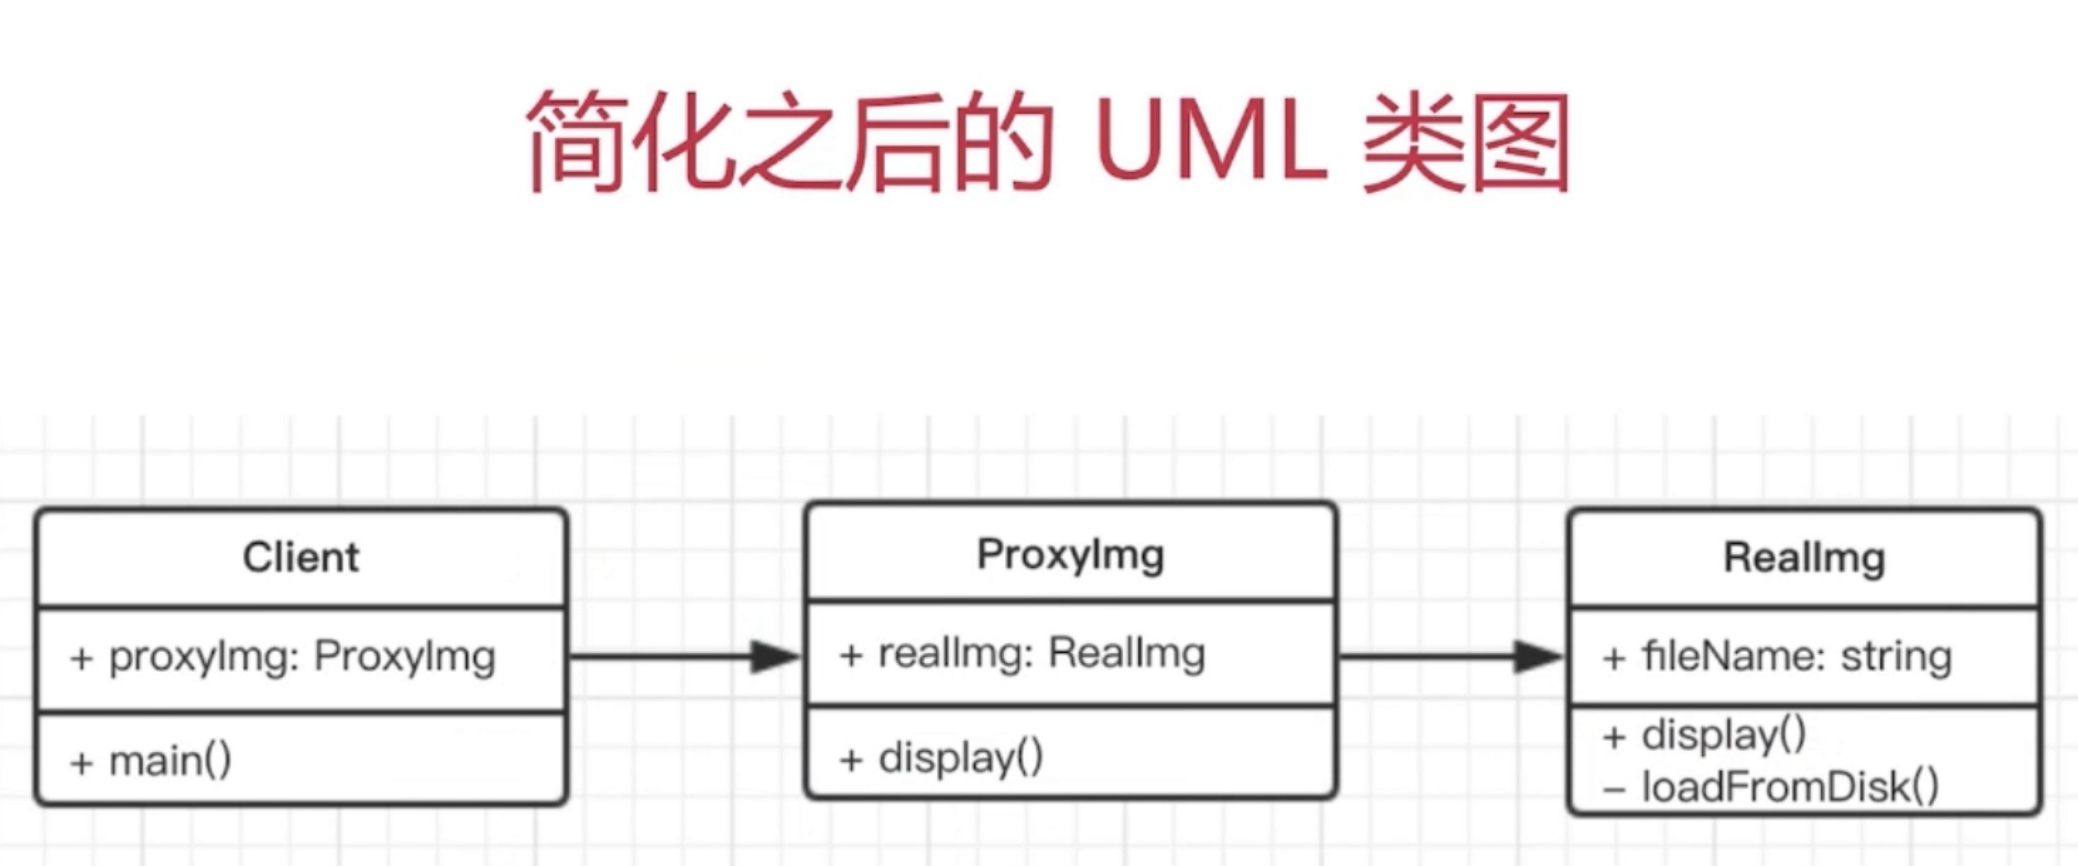 简化之后的 UML 类图
Client
+ proxyImg: ProxyImg
+ main()
ProxyImg
+ realImg: RealImg
+ display()
RealImg
+ fileName: string
+ display()
− loadFromDisk()